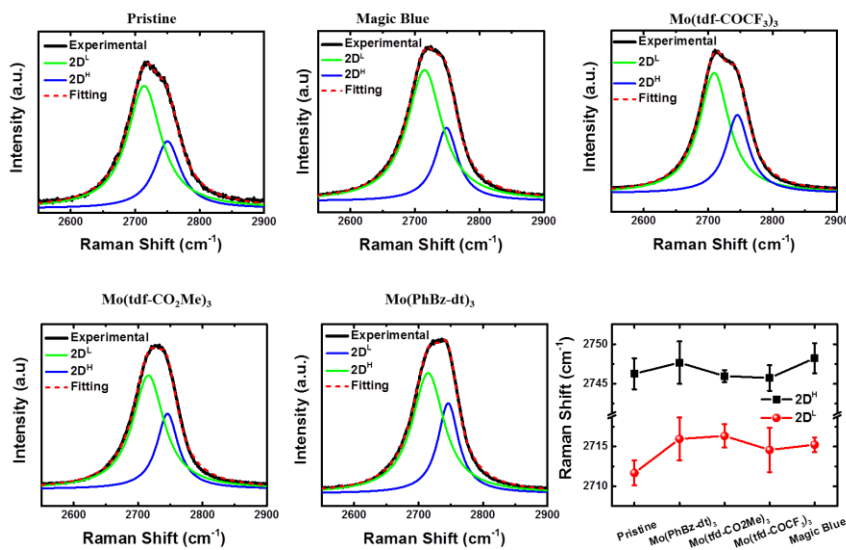 Pristine
Experimental
2D^L
2D^H
Fitting
Intensity (a.u.)
2600 2700 2800 2900
Raman Shift (cm⁻¹)
Magic Blue
Experimental
2D^L
2D^H
Fitting
Intensity (a.u.)
2600 2700 2800 2900
Raman Shift (cm⁻¹)
Mo(tdf-COCF₃)₃
Experimental
2D^L
2D^H
Fitting
Intensity (a.u.)
2600 2700 2800 2900
Raman Shift (cm⁻¹)
Mo(tdf-CO₂Me)₃
Experimental
2D^L
2D^H
Fitting
Intensity (a.u)
2600 2700 2800 2900
Raman Shift (cm⁻¹)
Mo(PhBz-dt)₃
Experimental
2D^L
2D^H
Fitting
Intensity (a.u.)
2600 2700 2800 2900
Raman Shift (cm⁻¹)
Raman Shift (cm⁻¹)
2750
2745
2715
2710
2D^H
2D^L
Pristine
Mo(PhBz-dt)₃
Mo(tfd-CO2Me)₃
Mo(tfd-COCF₃)₃
Magic Blue